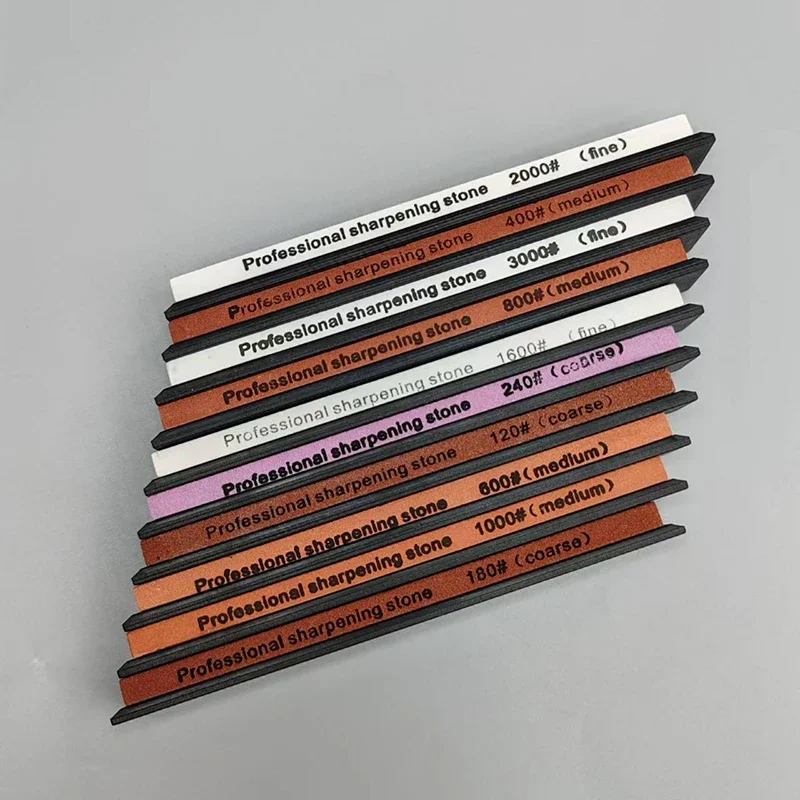 Professional sharpening stone 2000# (fine)
Professional sharpening stone 400# (medium)
Professional sharpening stone 3000# (fine)
Professional sharpening stone 800# (medium)
Professional sharpening stone 1600# (fine)
Professional sharpening stone 240# (coarse)
Professional sharpening stone 120# (coarse)
Professional sharpening stone 600# (medium)
Professional sharpening stone 1000# (medium)
Professional sharpening stone 180# (coarse)